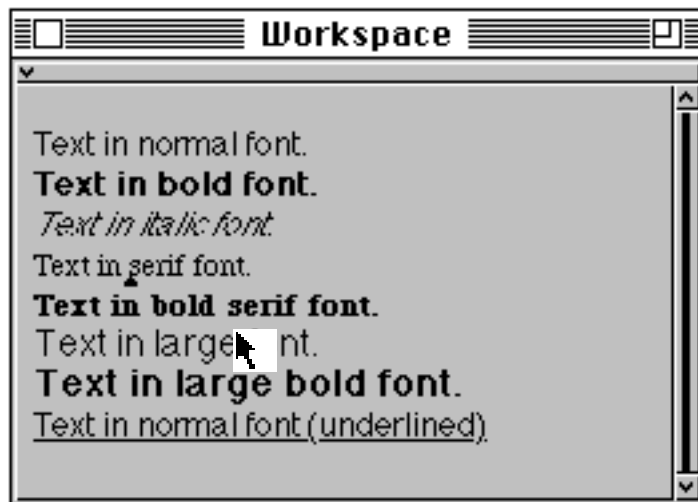 Workspace
Text in normal font.
Text in bold font.
Text in italic font.
Text in serif font.
Text in bold serif font.
Text in large nt.
Text in large bold font.
Text in normal font (underlined)